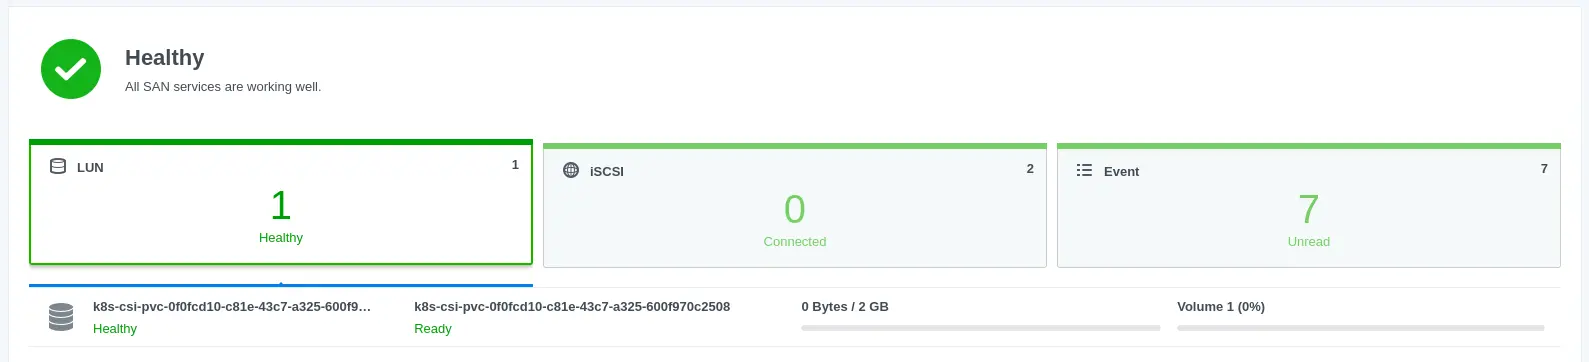 Healthy
All SAN services are working well.
LUN
1
1
Healthy
iSCSI
2
0
Connected
Event
7
7
Unread
k8s-csi-pvc-0f0fcd10-c81e-43c7-a325-600f9...
Healthy
k8s-csi-pvc-0f0fcd10-c81e-43c7-a325-600f970c2508
Ready
0 Bytes / 2 GB
Volume 1 (0%)